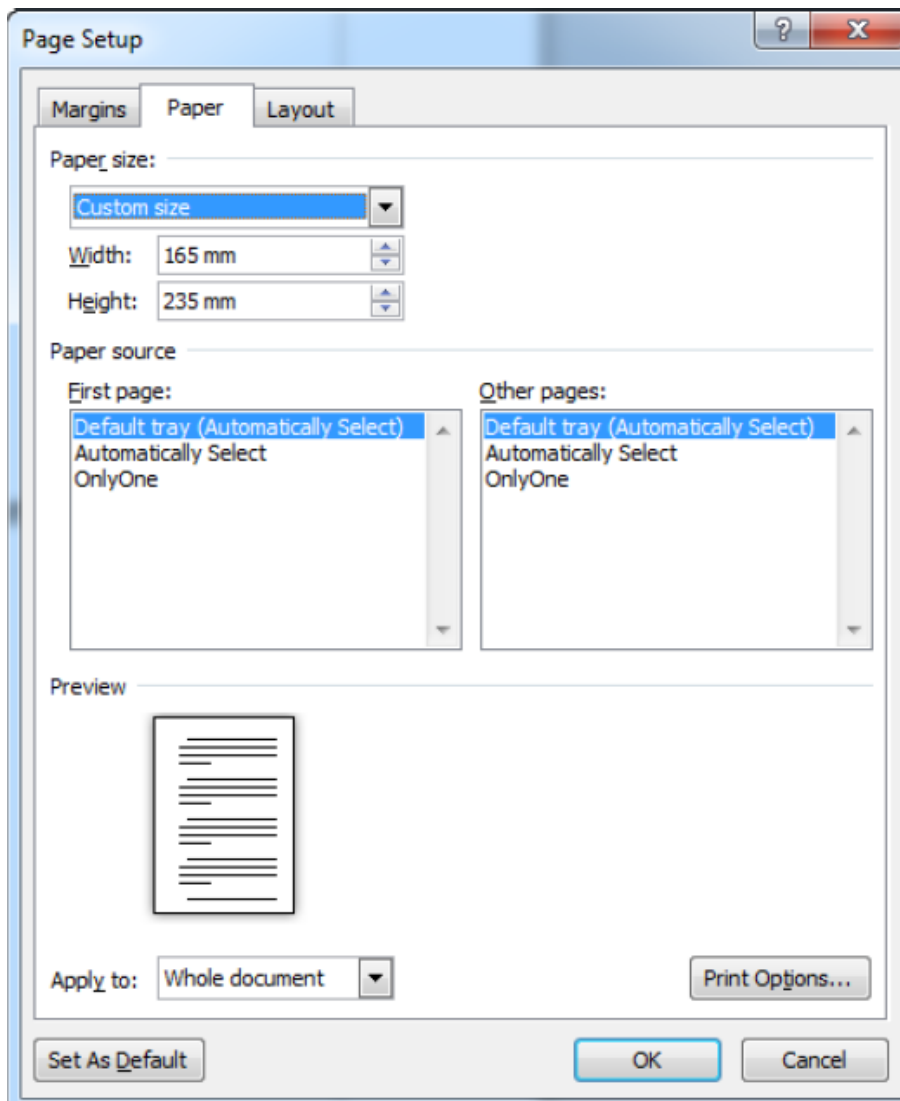 Page Setup
Margins Paper Layout
Paper size:
Custom size
Width: 165 mm
Height: 235 mm
Paper source
First page: Other pages:
Default tray (Automatically Select) Default tray (Automatically Select)
Automatically Select Automatically Select
OnlyOne OnlyOne
Preview
Apply to: Whole document Print Options...
Set As Default OK Cancel